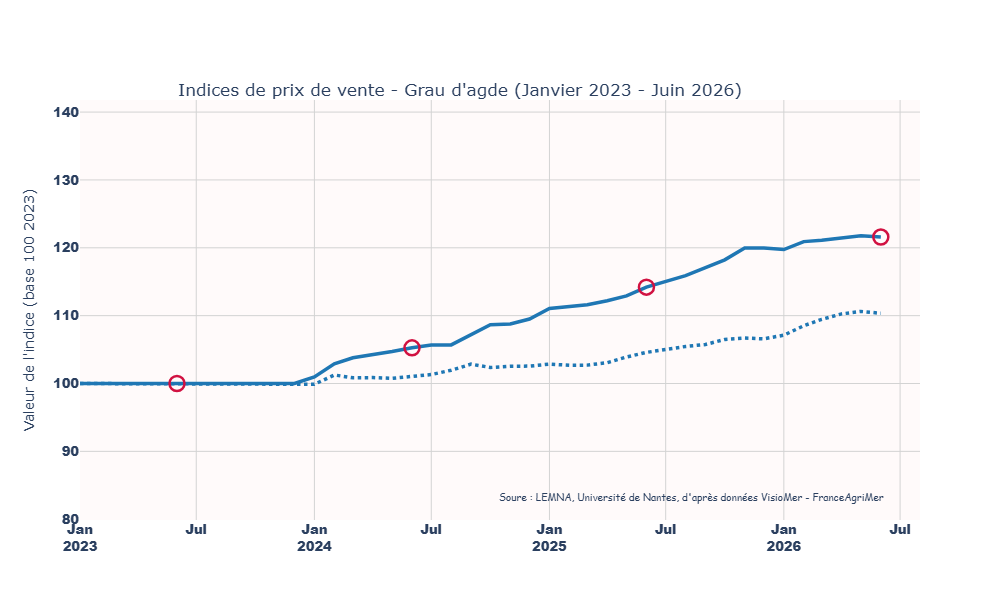 Indices de prix de vente - Grau d'agde (Janvier 2023 - Juin 2026)
Valeur de l'indice (base 100 2023)
140
130
120
110
100
90
80
Soure : LEMNA, Université de Nantes, d'après données VisioMer - FranceAgriMer
Jan Jul Jan Jul Jan Jul Jan Jul
2023 2024 2025 2026